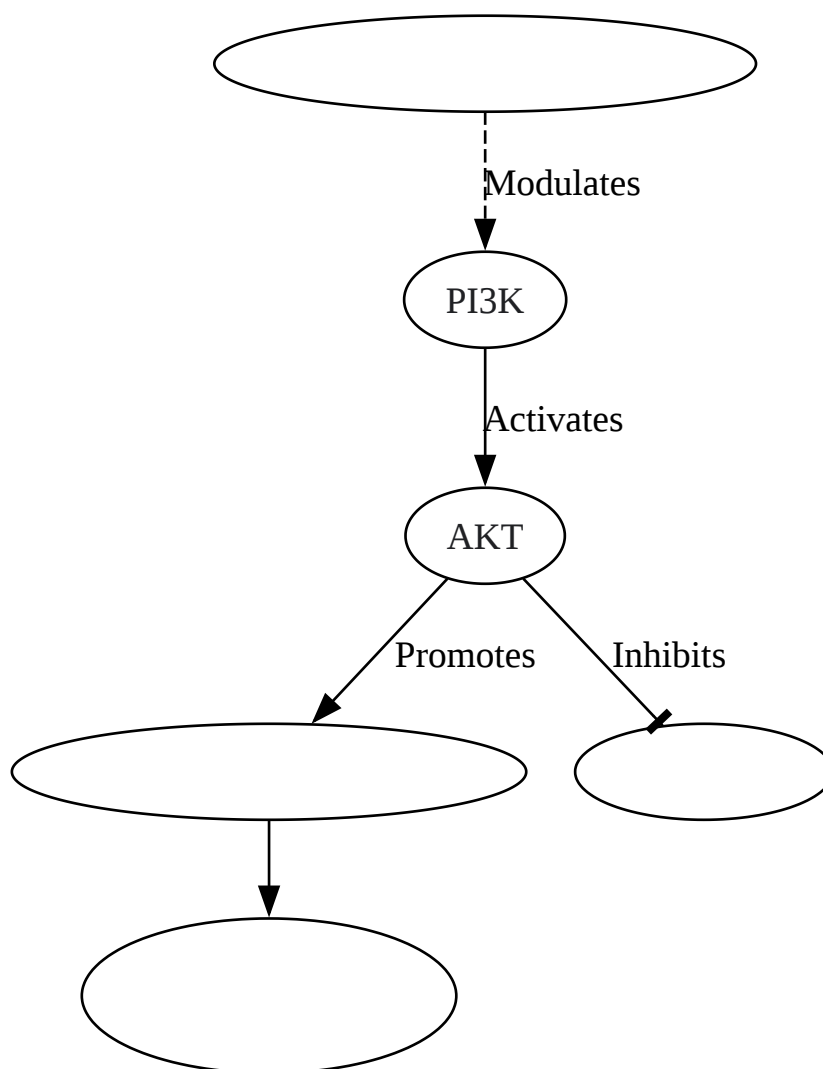 Modulates
PI3K
Activates
AKT
Promotes
Inhibits